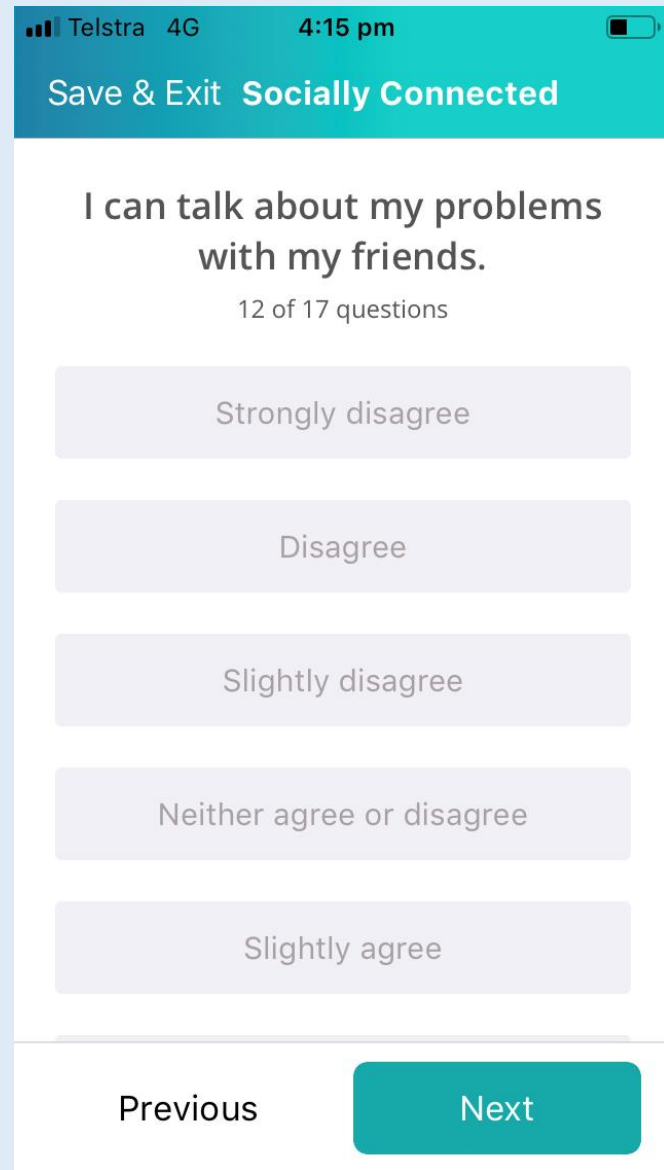 Telstra 4G 4:15 pm
Save & Exit Socially Connected
I can talk about my problems
with my friends.
12 of 17 questions
Strongly disagree
Disagree
Slightly disagree
Neither agree or disagree
Slightly agree
Previous Next